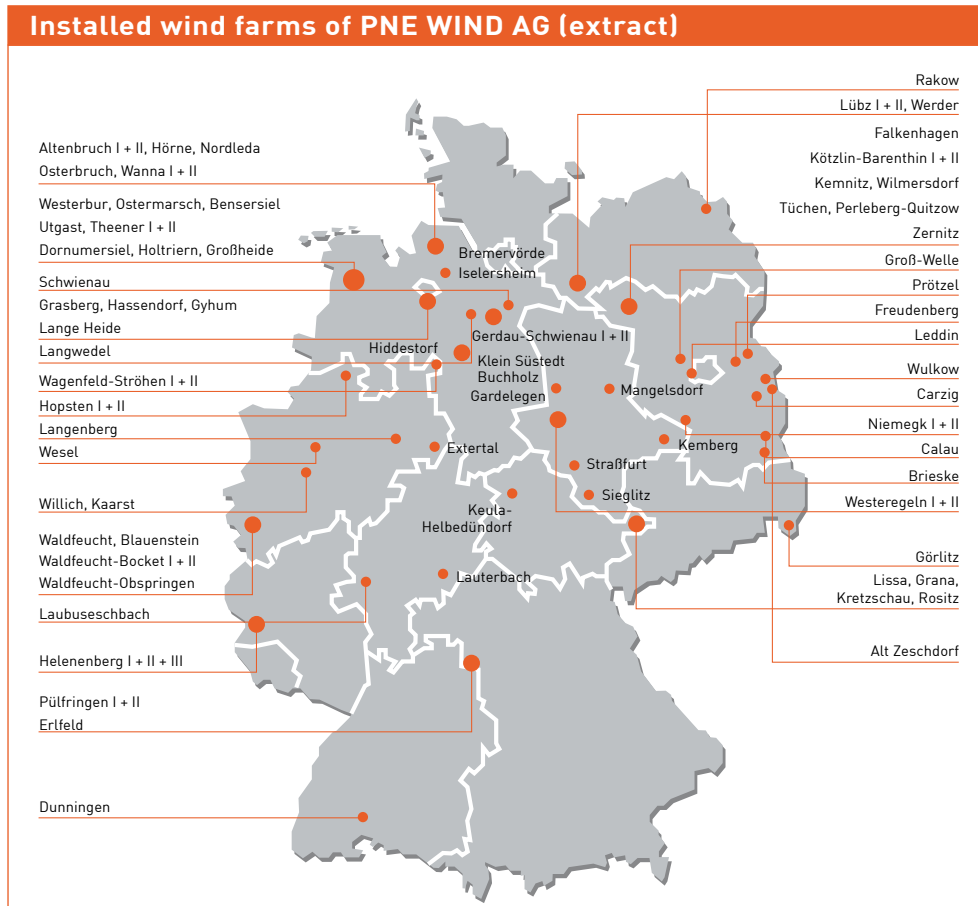 Installed wind farms of PNE WIND AG (extract)
Altenbruch I + II, Hörne, Nordleda
Osterbruch, Wanna I + II
Westerbur, Ostermarsch, Bensersiel
Utgast, Theener I + II
Dornumersiel, Holtriern, Großheide
Schwienau
Grasberg, Hassendorf, Gyhum
Lange Heide
Langwedel
Wagenfeld-Ströhen I + II
Hopsten I + II
Langenberg
Wesel
Willich, Kaarst
Waldfeucht, Blauenstein
Waldfeucht-Bocket I + II
Waldfeucht-Obspringen
Laubuseschbach
Helenenberg I + II + III
Pülfringen I + II
Erlfeld
Dunningen
Bremervörde
Iselersheim
Gerdau-Schwienau I + II
Hiddestorf
Klein Süstedt
Buchholz
Gardelegen
Mangelsdorf
Extertal
Kemberg
Straßfurt
Sieglitz
Keula-
Helbedündorf
Lauterbach
Rakow
Lübz I + II, Werder
Falkenhagen
Kötzlin-Barenthin I + II
Kemnitz, Wilmersdorf
Tüchen, Perleberg-Quitzow
Zernitz
Groß-Welle
Prötzel
Freudenberg
Leddin
Wulkow
Carzig
Niemegk I + II
Calau
Brieske
Westeregeln I + II
Görlitz
Lissa, Grana,
Kretzschau, Rositz
Alt Zeschdorf